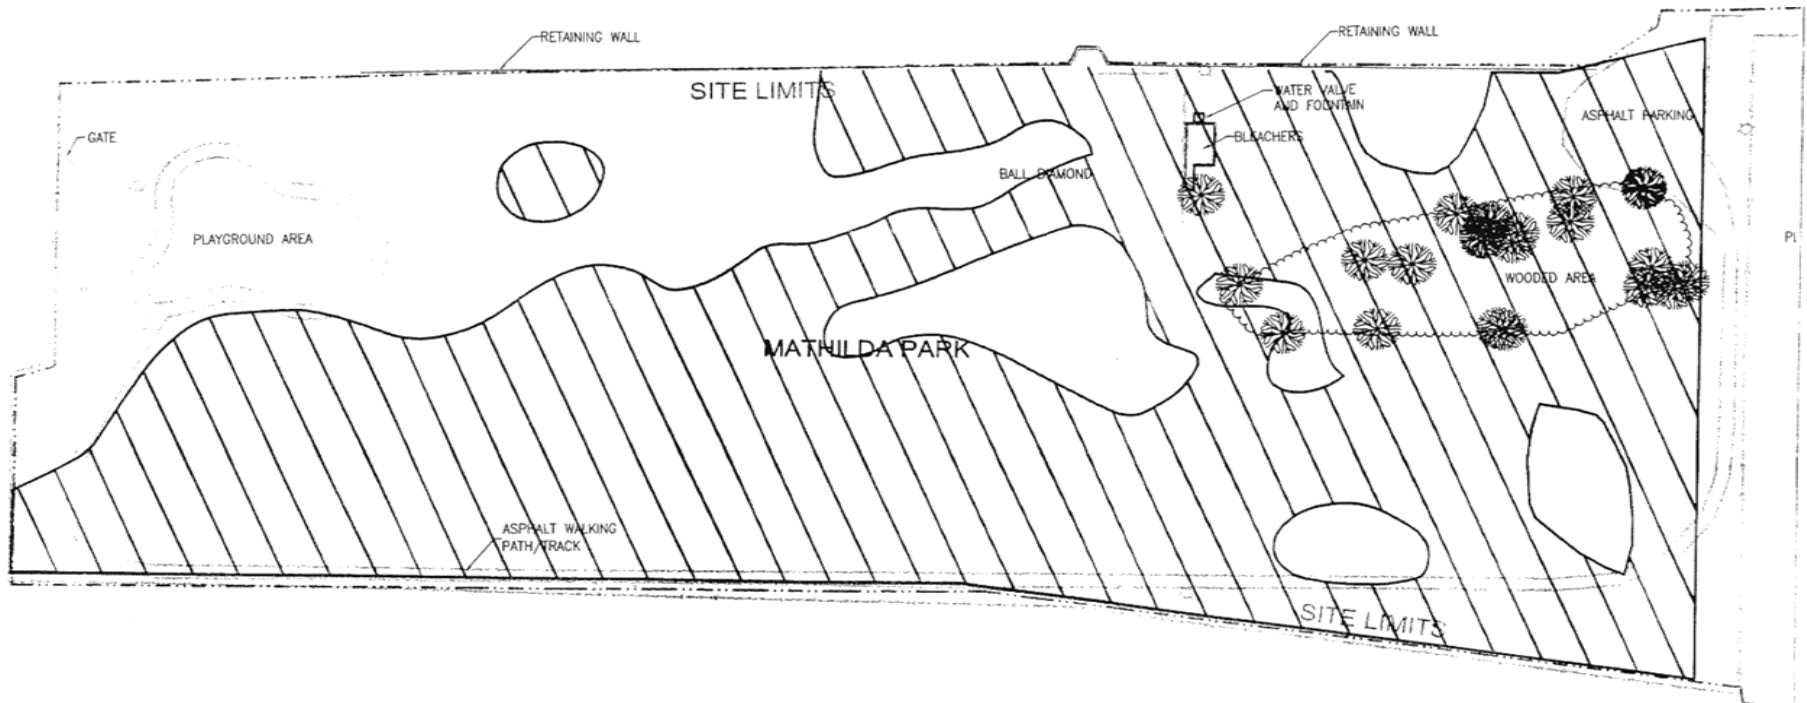 RETAINING WALL
RETAINING WALL
SITE LIMITS
WATER VALVE
AND FOUNTAIN
ASPHALT PARKING
GATE
BLEACHERS
BALL DIAMOND
PLAYGROUND AREA
WOODED AREA
MATHILDA PARK
ASPHALT WALKING
PATH/TRACK
SITE LIMITS